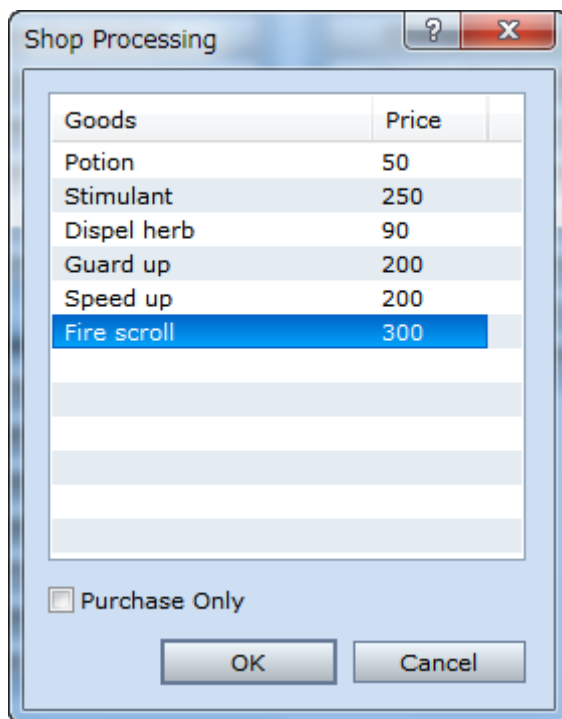 Shop Processing
Goods Price
Potion 50
Stimulant 250
Dispel herb 90
Guard up 200
Speed up 200
Fire scroll 300
Purchase Only
OK Cancel